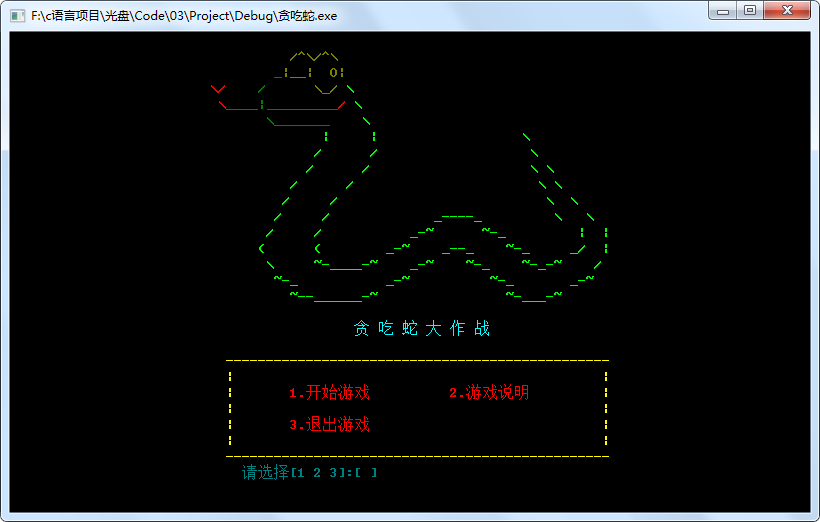 F:\c语言项目\光盘\Code\03\Project\Debug\贪吃蛇.exe
贪 吃 蛇 大 作 战
1.开始游戏 2.游戏说明
3.退出游戏
请选择[1 2 3]:[ ]